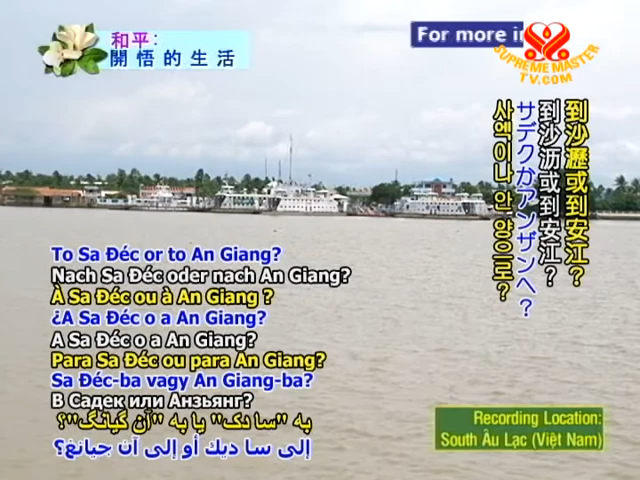 和平:
開悟的生活
For more in
SUPREME MASTER
TV.COM
到沙瀝或到安江?
到沙沥或到安江?
サデクかアンザンへ?
사액이나 안 양으로?
To Sa Đéc or to An Giang?
Nach Sa Đéc oder nach An Giang?
À Sa Đéc ou à An Giang ?
¿A Sa Đéc o a An Giang?
A Sa Đéc o a An Giang?
Para Sa Đéc ou para An Giang?
Sa Đéc-ba vagy An Giang-ba?
В Садек или Анзьянг?
به "سا دک" یا به "آن گیانگ"؟
إلى سا ديك أو إلى آن جيانغ؟
Recording Location:
South Âu Lạc (Việt Nam)